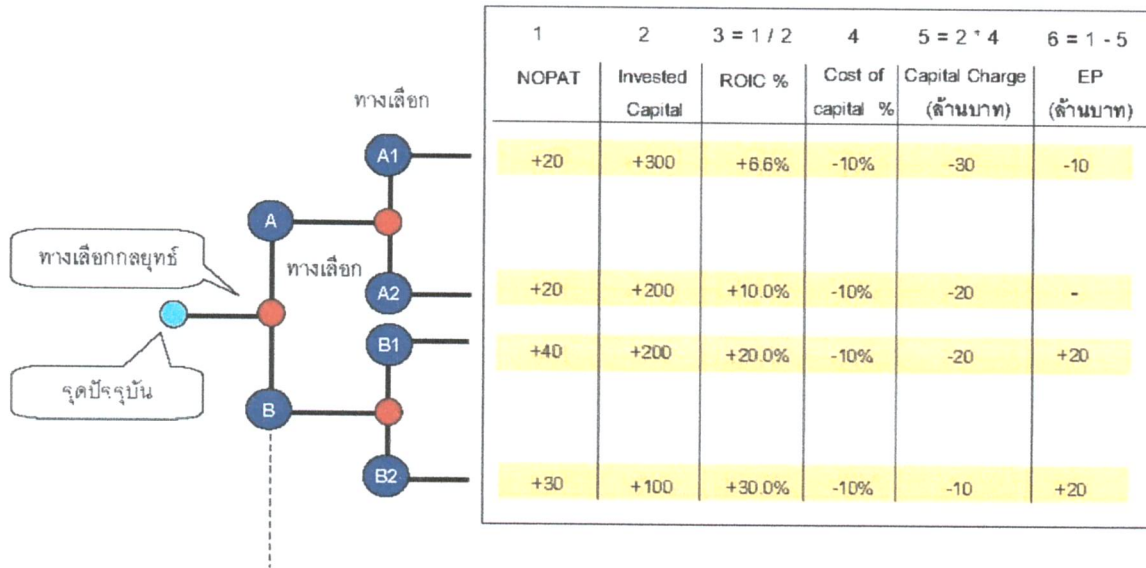 1 2 3 = 1 / 2 4 5 = 2 * 4 6 = 1 - 5
NOPAT Invested Capital ROIC % Cost of capital % Capital Charge (ล้านบาท) EP (ล้านบาท)
ทางเลือก
A1 +20 +300 +6.6% -10% -30 -10
A
ทางเลือกกลยุทธ์
ทางเลือก
A2 +20 +200 +10.0% -10% -20 -
B1 +40 +200 +20.0% -10% -20 +20
จุดปัจจุบัน
B
B2 +30 +100 +30.0% -10% -10 +20